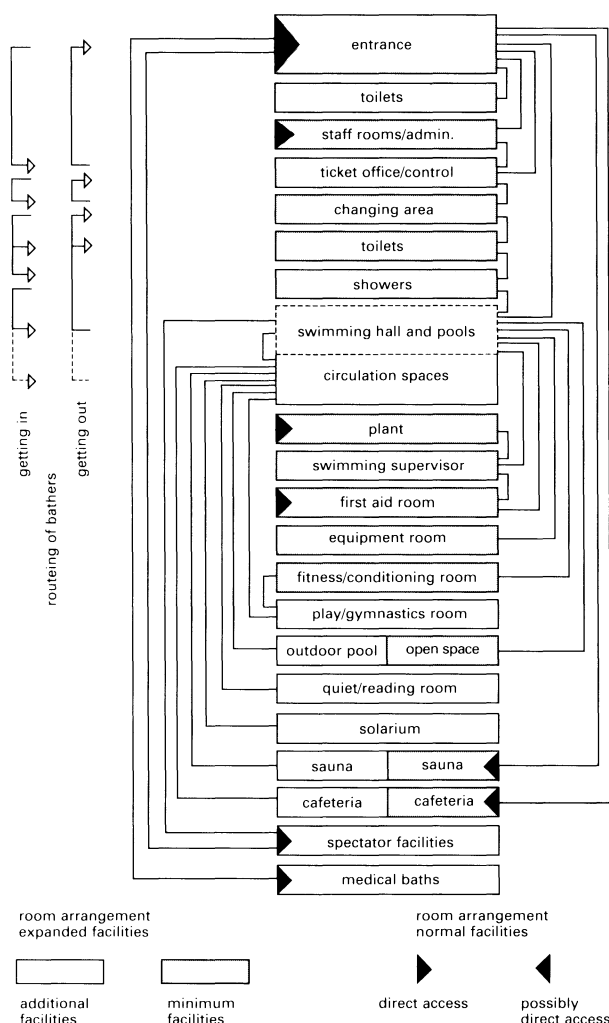 entrance
toilets
staff rooms/admin.
ticket office/control
changing area
toilets
showers
swimming hall and pools
circulation spaces
plant
swimming supervisor
first aid room
equipment room
fitness/conditioning room
play/gymnastics room
outdoor pool
open space
quiet/reading room
solarium
sauna
sauna
cafeteria
cafeteria
spectator facilities
medical baths
getting in
getting out
routeing of bathers
room arrangement
expanded facilities
room arrangement
normal facilities
additional
facilities
minimum
facilities
direct access
possibly
direct access